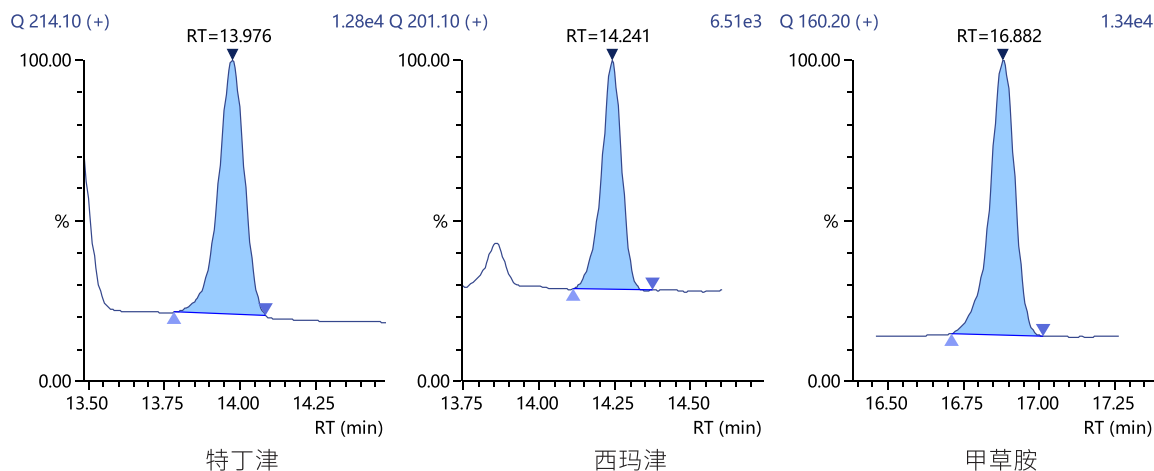 Q 214.10 (+) 1.28e4
RT=13.976
100.00
%
0.00
13.50 13.75 14.00 14.25
RT (min)
特丁津
Q 201.10 (+) 6.51e3
RT=14.241
100.00
%
0.00
13.75 14.00 14.25 14.50
RT (min)
西玛津
Q 160.20 (+) 1.34e4
RT=16.882
100.00
%
0.00
16.50 16.75 17.00 17.25
RT (min)
甲草胺